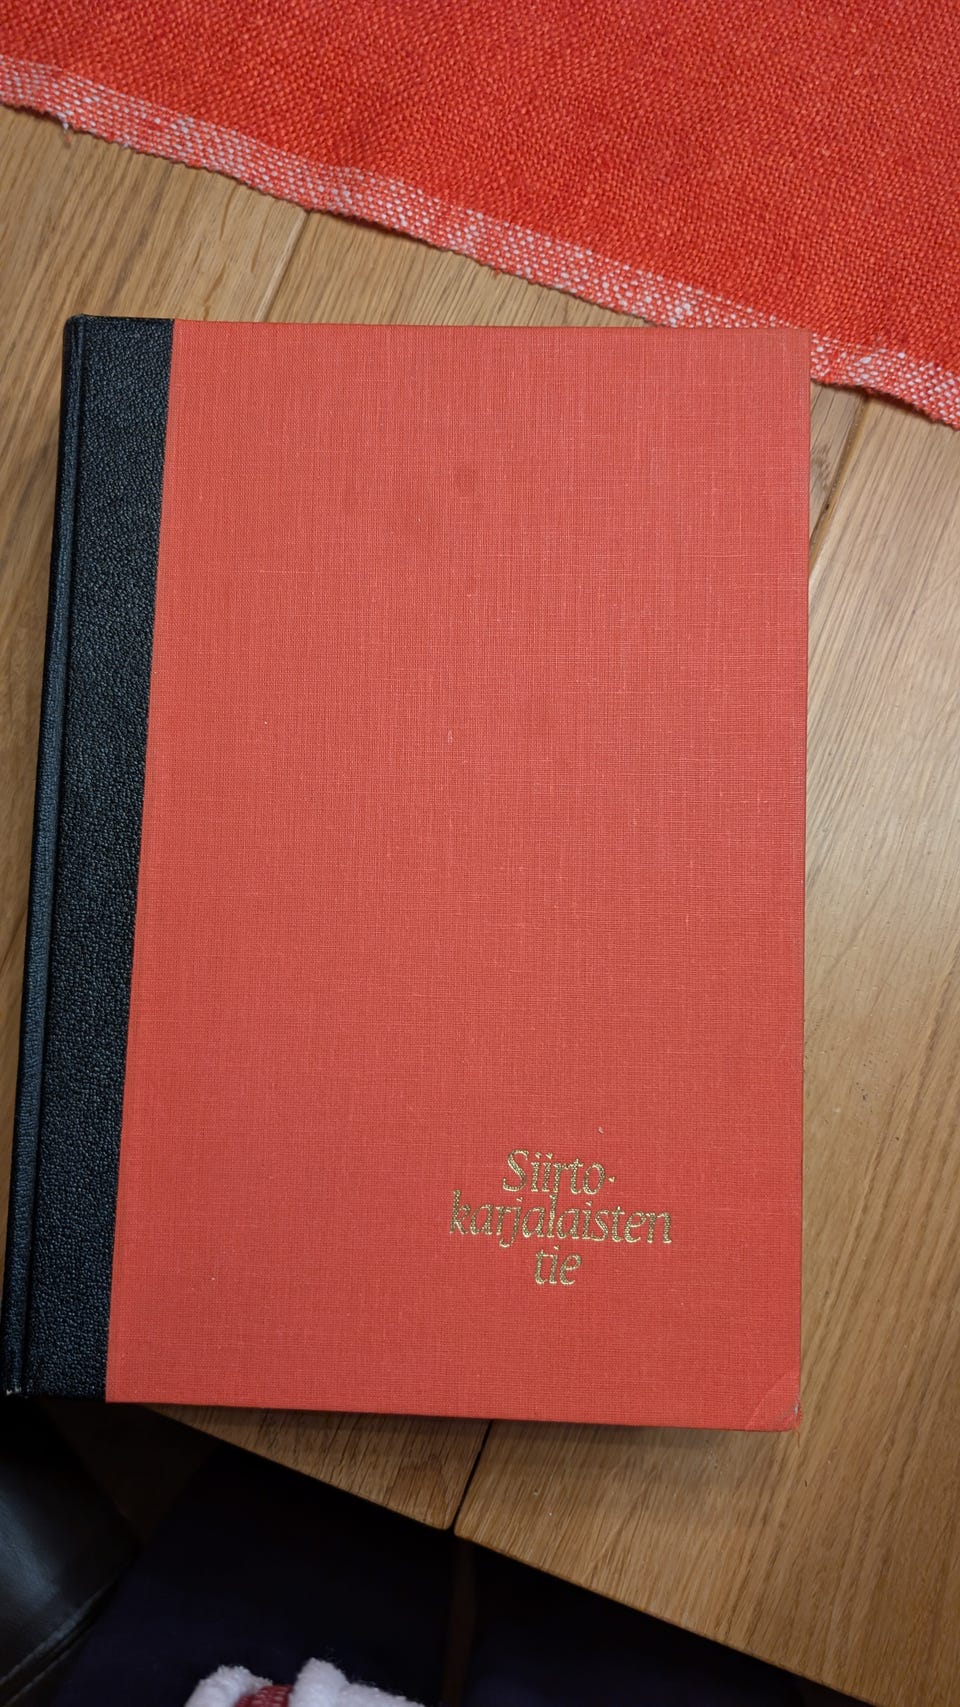 Siirto-
karjalaisten
tie